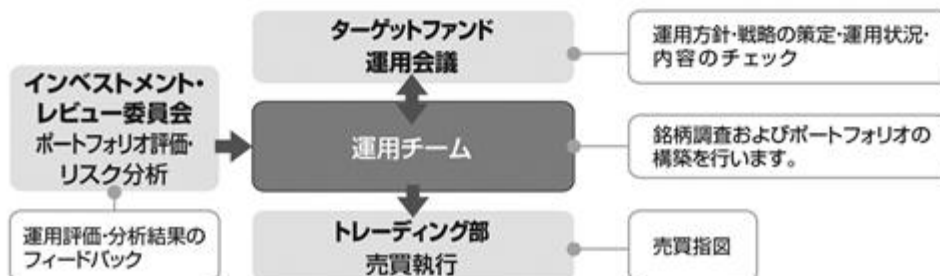 ターゲットファンド
運用会議
運用方針・戦略の策定・運用状況・
内容のチェック
インベストメント・
レビュー委員会
ポートフォリオ評価・
リスク分析
運用チーム
銘柄調査およびポートフォリオの
構築を行います。
運用評価・分析結果の
フィードバック
トレーディング部
売買執行
売買指図